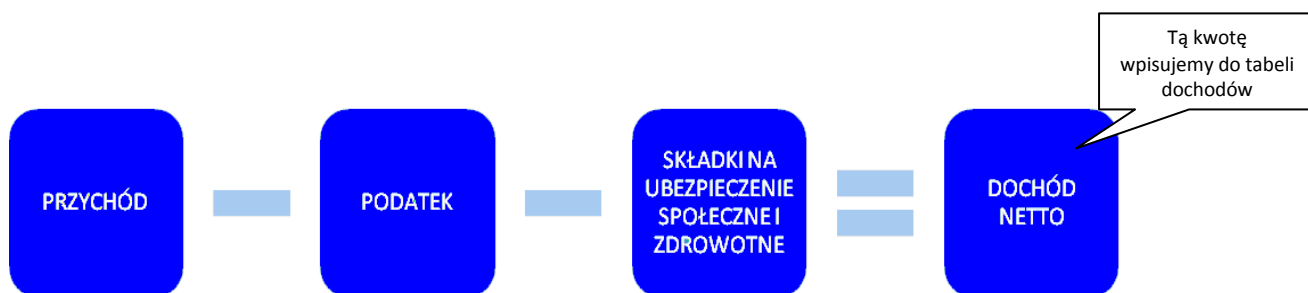 Tą kwotę
wpisujemy do tabeli
dochodów
PRZYCHÓD
PODATEK
SKŁADKI NA
UBEZPIECZENIE
SPOŁECZNE I
ZDROWOTNE
DOCHÓD
NETTO